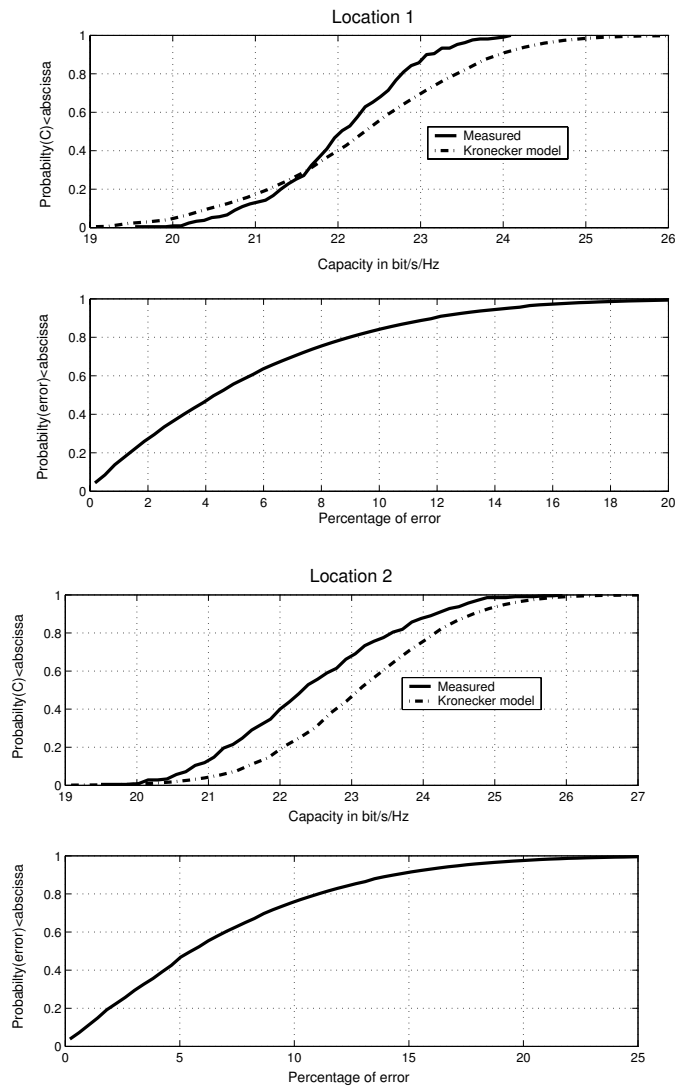 Location 1
Probabilty(C)<abscissa
1
0.8
0.6
0.4
0.2
0
Measured
Kronecker model
19 20 21 22 23 24 25 26
Capacity in bit/s/Hz
Probabilty(error)<abscissa
1
0.8
0.6
0.4
0.2
0
0 2 4 6 8 10 12 14 16 18 20
Percentage of error
Location 2
Probabilty(C)<abscissa
1
0.8
0.6
0.4
0.2
0
Measured
Kronecker model
19 20 21 22 23 24 25 26 27
Capacity in bit/s/Hz
Probabilty(error)<abscissa
1
0.8
0.6
0.4
0.2
0
0 5 10 15 20 25
Percentage of error